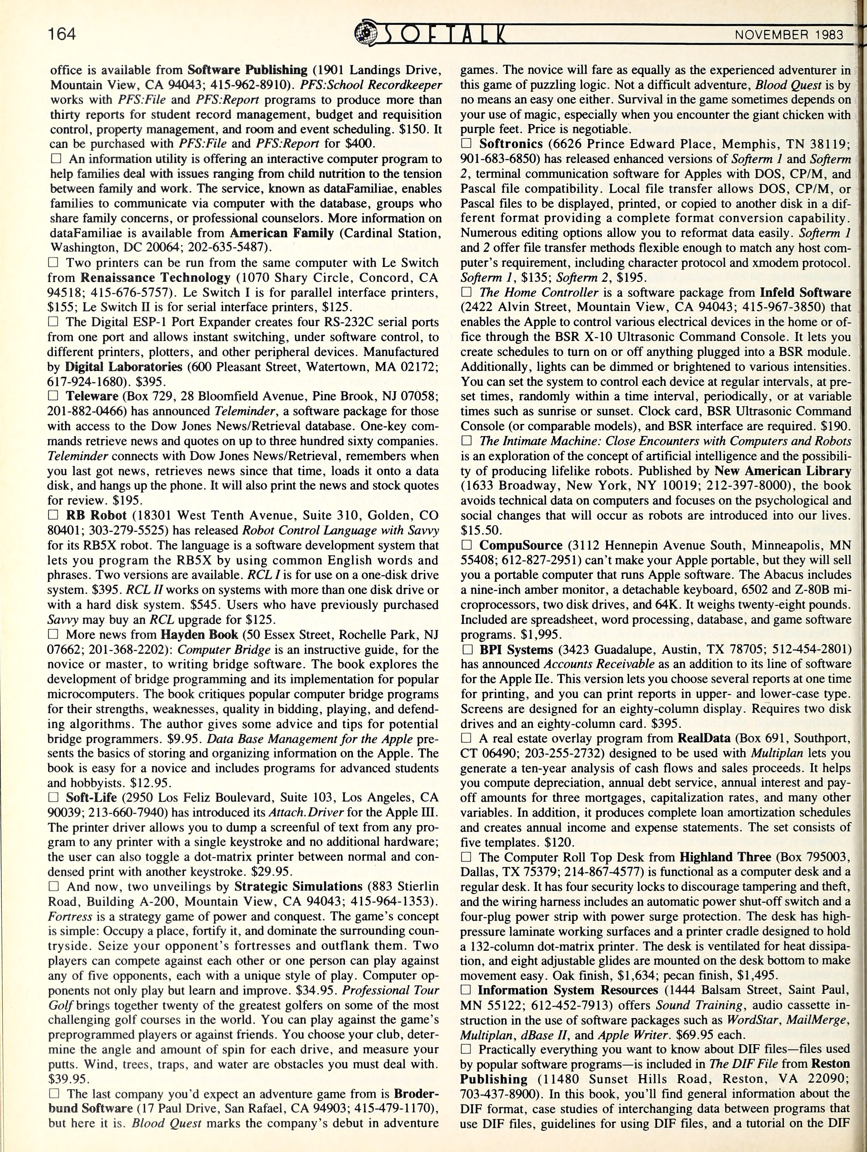 164
SOFTALK
NOVEMBER 1983
office is available from Software Publishing (1901 Landings Drive,
Mountain View, CA 94043; 415-962-8910). PFS:School Recordkeeper
works with PFS:File and PFS:Report programs to produce more than
thirty reports for student record management, budget and requisition
control, property management, and room and event scheduling. $150. It
can be purchased with PFS:File and PFS:Report for $400.
□ An information utility is offering an interactive computer program to
help families deal with issues ranging from child nutrition to the tension
between family and work. The service, known as dataFamiliae, enables
families to communicate via computer with the database, groups who
share family concerns, or professional counselors. More information on
dataFamiliae is available from American Family (Cardinal Station,
Washington, DC 20064; 202-635-5487).
□ Two printers can be run from the same computer with Le Switch
from Renaissance Technology (1070 Shary Circle, Concord, CA
94518; 415-676-5757). Le Switch I is for parallel interface printers,
$155; Le Switch II is for serial interface printers, $125.
□ The Digital ESP-1 Port Expander creates four RS-232C serial ports
from one port and allows instant switching, under software control, to
different printers, plotters, and other peripheral devices. Manufactured
by Digital Laboratories (600 Pleasant Street, Watertown, MA 02172;
617-924-1680). $395.
□ Teleware (Box 729, 28 Bloomfield Avenue, Pine Brook, NJ 07058;
201-882-0466) has announced Teleminder, a software package for those
with access to the Dow Jones News/Retrieval database. One-key com-
mands retrieve news and quotes on up to three hundred sixty companies.
Teleminder connects with Dow Jones News/Retrieval, remembers when
you last got news, retrieves news since that time, loads it onto a data
disk, and hangs up the phone. It will also print the news and stock quotes
for review. $195.
□ RB Robot (18301 West Tenth Avenue, Suite 310, Golden, CO
80401; 303-279-5525) has released Robot Control Language with Savvy
for its RB5X robot. The language is a software development system that
lets you program the RB5X by using common English words and
phrases. Two versions are available. RCL I is for use on a one-disk drive
system. $395. RCL II works on systems with more than one disk drive or
with a hard disk system. $545. Users who have previously purchased
Savvy may buy an RCL upgrade for $125.
□ More news from Hayden Book (50 Essex Street, Rochelle Park, NJ
07662; 201-368-2202): Computer Bridge is an instructive guide, for the
novice or master, to writing bridge software. The book explores the
development of bridge programming and its implementation for popular
microcomputers. The book critiques popular computer bridge programs
for their strengths, weaknesses, quality in bidding, playing, and defend-
ing algorithms. The author gives some advice and tips for potential
bridge programmers. $9.95. Data Base Management for the Apple pre-
sents the basics of storing and organizing information on the Apple. The
book is easy for a novice and includes programs for advanced students
and hobbyists. $12.95.
□ Soft-Life (2950 Los Feliz Boulevard, Suite 103, Los Angeles, CA
90039; 213-660-7940) has introduced its Attach.Driver for the Apple III.
The printer driver allows you to dump a screenful of text from any pro-
gram to any printer with a single keystroke and no additional hardware;
the user can also toggle a dot-matrix printer between normal and con-
densed print with another keystroke. $29.95.
□ And now, two unveilings by Strategic Simulations (883 Stierlin
Road, Building A-200, Mountain View, CA 94043; 415-964-1353).
Fortress is a strategy game of power and conquest. The game's concept
is simple: Occupy a place, fortify it, and dominate the surrounding coun-
tryside. Seize your opponent's fortresses and outflank them. Two
players can compete against each other or one person can play against
any of five opponents, each with a unique style of play. Computer op-
ponents not only play but learn and improve. $34.95. Professional Tour
Golf brings together twenty of the greatest golfers on some of the most
challenging golf courses in the world. You can play against the game's
preprogrammed players or against friends. You choose your club, deter-
mine the angle and amount of spin for each drive, and measure your
putts. Wind, trees, traps, and water are obstacles you must deal with.
$39.95.
□ The last company you'd expect an adventure game from is Broder-
bund Software (17 Paul Drive, San Rafael, CA 94903; 415-479-1170),
but here it is. Blood Quest marks the company's debut in adventure
games. The novice will fare as equally as the experienced adventurer in
this game of puzzling logic. Not a difficult adventure, Blood Quest is by
no means an easy one either. Survival in the game sometimes depends on
your use of magic, especially when you encounter the giant chicken with
purple feet. Price is negotiable.
□ Softronics (6626 Prince Edward Place, Memphis, TN 38119;
901-683-6850) has released enhanced versions of Softerm 1 and Softerm
2, terminal communication software for Apples with DOS, CP/M, and
Pascal file compatibility. Local file transfer allows DOS, CP/M, or
Pascal files to be displayed, printed, or copied to another disk in a dif-
ferent format providing a complete format conversion capability.
Numerous editing options allow you to reformat data easily. Softerm 1
and 2 offer file transfer methods flexible enough to match any host com-
puter's requirement, including character protocol and xmodem protocol.
Softerm 1, $135; Softerm 2, $195.
□ The Home Controller is a software package from Infeld Software
(2422 Alvin Street, Mountain View, CA 94043; 415-967-3850) that
enables the Apple to control various electrical devices in the home or of-
fice through the BSR X-10 Ultrasonic Command Console. It lets you
create schedules to turn on or off anything plugged into a BSR module.
Additionally, lights can be dimmed or brightened to various intensities.
You can set the system to control each device at regular intervals, at pre-
set times, randomly within a time interval, periodically, or at variable
times such as sunrise or sunset. Clock card, BSR Ultrasonic Command
Console (or comparable models), and BSR interface are required. $190.
□ The Intimate Machine: Close Encounters with Computers and Robots
is an exploration of the concept of artificial intelligence and the possibili-
ty of producing lifelike robots. Published by New American Library
(1633 Broadway, New York, NY 10019; 212-397-8000), the book
avoids technical data on computers and focuses on the psychological and
social changes that will occur as robots are introduced into our lives.
$15.50.
□ CompuSource (3112 Hennepin Avenue South, Minneapolis, MN
55408; 612-827-2951) can't make your Apple portable, but they will sell
you a portable computer that runs Apple software. The Abacus includes
a nine-inch amber monitor, a detachable keyboard, 6502 and Z-80B mi-
croprocessors, two disk drives, and 64K. It weighs twenty-eight pounds.
Included are spreadsheet, word processing, database, and game software
programs. $1,995.
□ BPI Systems (3423 Guadalupe, Austin, TX 78705; 512-454-2801)
has announced Accounts Receivable as an addition to its line of software
for the Apple IIe. This version lets you choose several reports at one time
for printing, and you can print reports in upper- and lower-case type.
Screens are designed for an eighty-column display. Requires two disk
drives and an eighty-column card. $395.
□ A real estate overlay program from RealData (Box 691, Southport,
CT 06490; 203-255-2732) designed to be used with Multiplan lets you
generate a ten-year analysis of cash flows and sales proceeds. It helps
you compute depreciation, annual debt service, annual interest and pay-
off amounts for three mortgages, capitalization rates, and many other
variables. In addition, it produces complete loan amortization schedules
and creates annual income and expense statements. The set consists of
five templates. $120.
□ The Computer Roll Top Desk from Highland Three (Box 795003,
Dallas, TX 75379; 214-867-4577) is functional as a computer desk and a
regular desk. It has four security locks to discourage tampering and theft,
and the wiring harness includes an automatic power shut-off switch and a
four-plug power strip with power surge protection. The desk has high-
pressure laminate working surfaces and a printer cradle designed to hold
a 132-column dot-matrix printer. The desk is ventilated for heat dissipa-
tion, and eight adjustable glides are mounted on the desk bottom to make
movement easy. Oak finish, $1,634; pecan finish, $1,495.
□ Information System Resources (1444 Balsam Street, Saint Paul,
MN 55122; 612-452-7913) offers Sound Training, audio cassette in-
struction in the use of software packages such as WordStar, MailMerge,
Multiplan, dBase II, and Apple Writer. $69.95 each.
□ Practically everything you want to know about DIF files—files used
by popular software programs—is included in The DIF File from Reston
Publishing (11480 Sunset Hills Road, Reston, VA 22090;
703-437-8900). In this book, you'll find general information about the
DIF format, case studies of interchanging data between programs that
use DIF files, guidelines for using DIF files, and a tutorial on the DIF